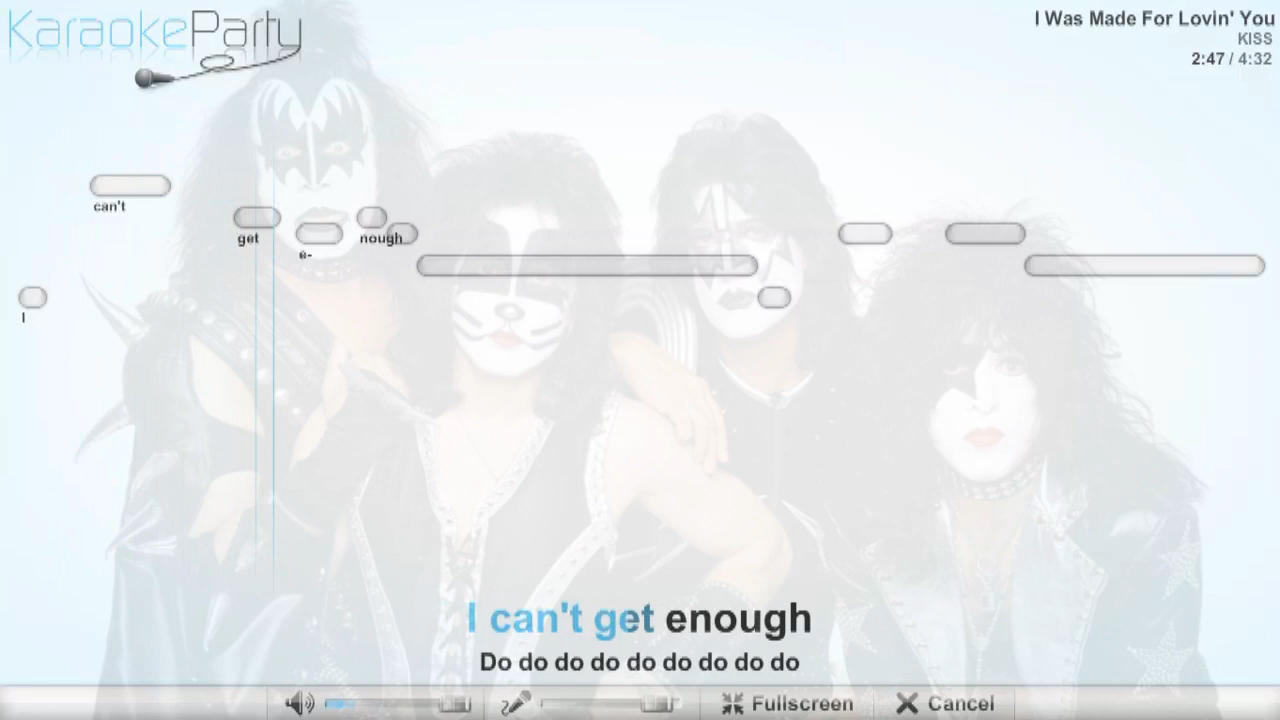 KaraokeParty
I Was Made For Lovin' You
KISS
2:47 / 4:32
can't
get
e-
nough
I
I can't get enough
Do do do do do do do do do
Fullscreen
Cancel